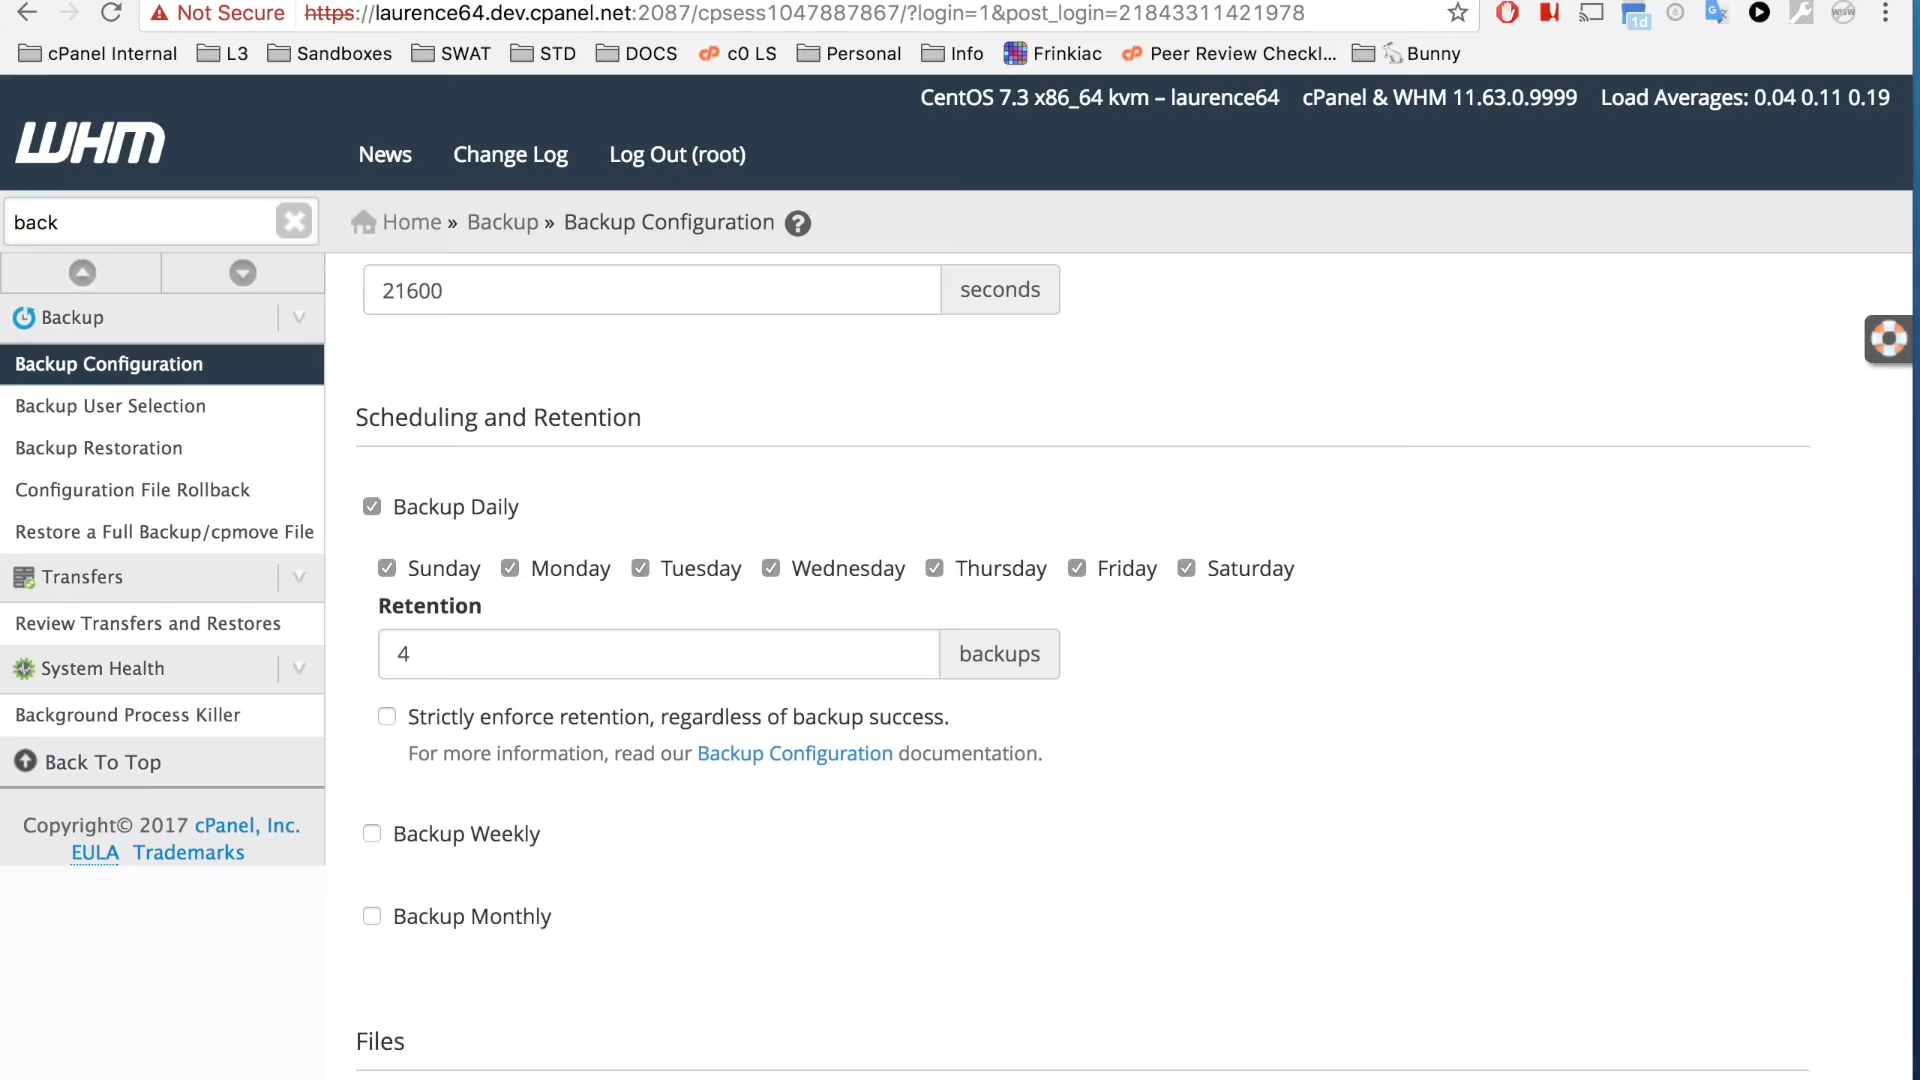 Not Secure https://laurence64.dev.cpanel.net:2087/cpsess1047887867/?login=1&post_login=21843311421978
1d
cPanel Internal L3 Sandboxes SWAT STD DOCS c0 LS Personal Info Frinkiac Peer Review Checkl... Bunny
CentOS 7.3 x86_64 kvm – laurence64 cPanel & WHM 11.63.0.9999 Load Averages: 0.04 0.11 0.19
WHM
News Change Log Log Out (root)
back
Home » Backup » Backup Configuration ?
21600 seconds
Backup
Backup Configuration
Backup User Selection
Backup Restoration
Configuration File Rollback
Restore a Full Backup/cpmove File
Transfers
Review Transfers and Restores
System Health
Background Process Killer
Back To Top
Copyright© 2017 cPanel, Inc.
EULA Trademarks
Scheduling and Retention
Backup Daily
Sunday Monday Tuesday Wednesday Thursday Friday Saturday
Retention
4 backups
Strictly enforce retention, regardless of backup success.
For more information, read our Backup Configuration documentation.
Backup Weekly
Backup Monthly
Files